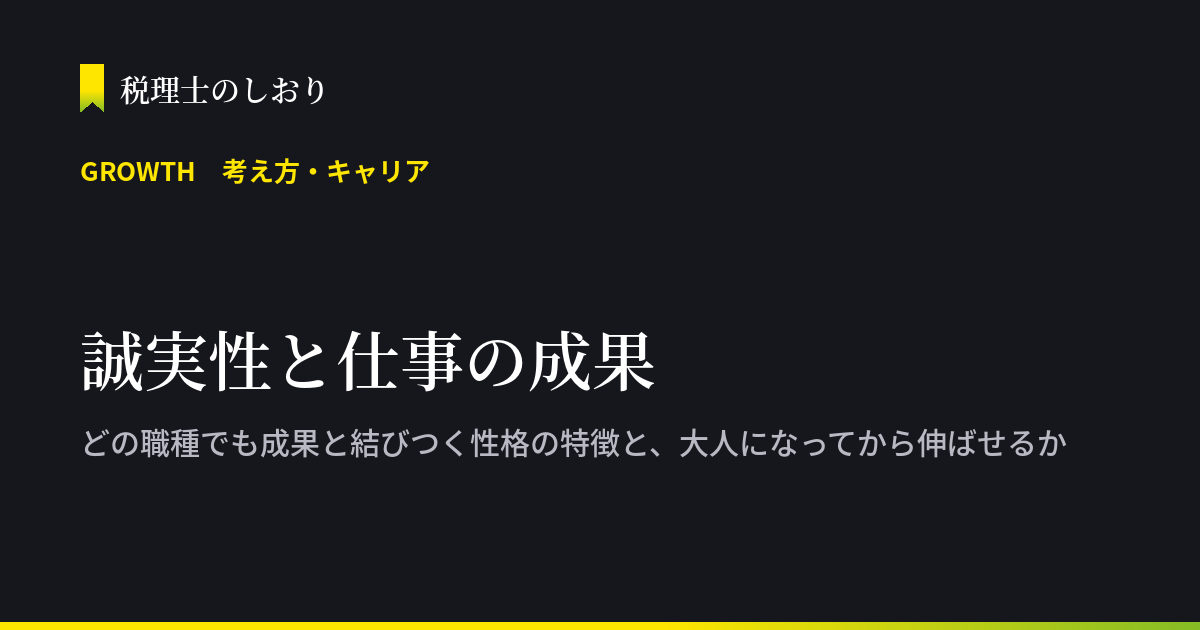 税理士のしおり
GROWTH 考え方・キャリア
誠実性と仕事の成果
どの職種でも成果と結びつく性格の特徴と、大人になってから伸ばせるか